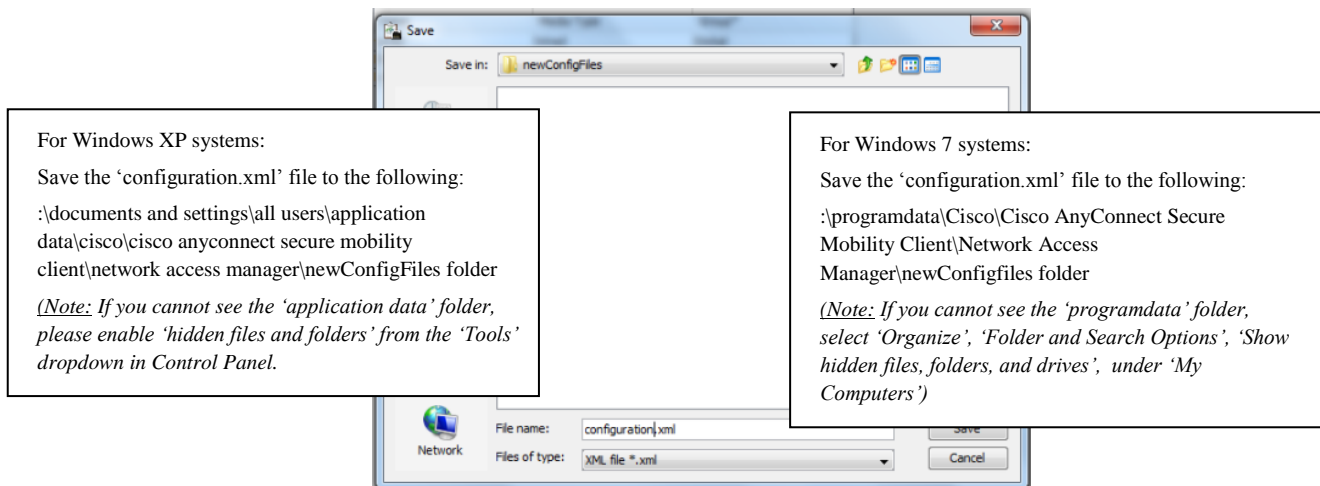 Save
Save in: newConfigFiles
For Windows XP systems:
Save the ‘configuration.xml’ file to the following:
:\documents and settings\all users\application
data\cisco\cisco anyconnect secure mobility
client\network access manager\newConfigFiles folder
(Note: If you cannot see the ‘application data’ folder,
please enable ‘hidden files and folders’ from the ‘Tools’
dropdown in Control Panel.
For Windows 7 systems:
Save the ‘configuration.xml’ file to the following:
:\programdata\Cisco\Cisco AnyConnect Secure
Mobility Client\Network Access
Manager\newConfigfiles folder
(Note: If you cannot see the ‘programdata’ folder,
select ‘Organize’, ‘Folder and Search Options’, ‘Show
hidden files, folders, and drives’, under ‘My
Computers’)
Network
File name: configuration.xml
Save
Files of type: XML file *.xml
Cancel